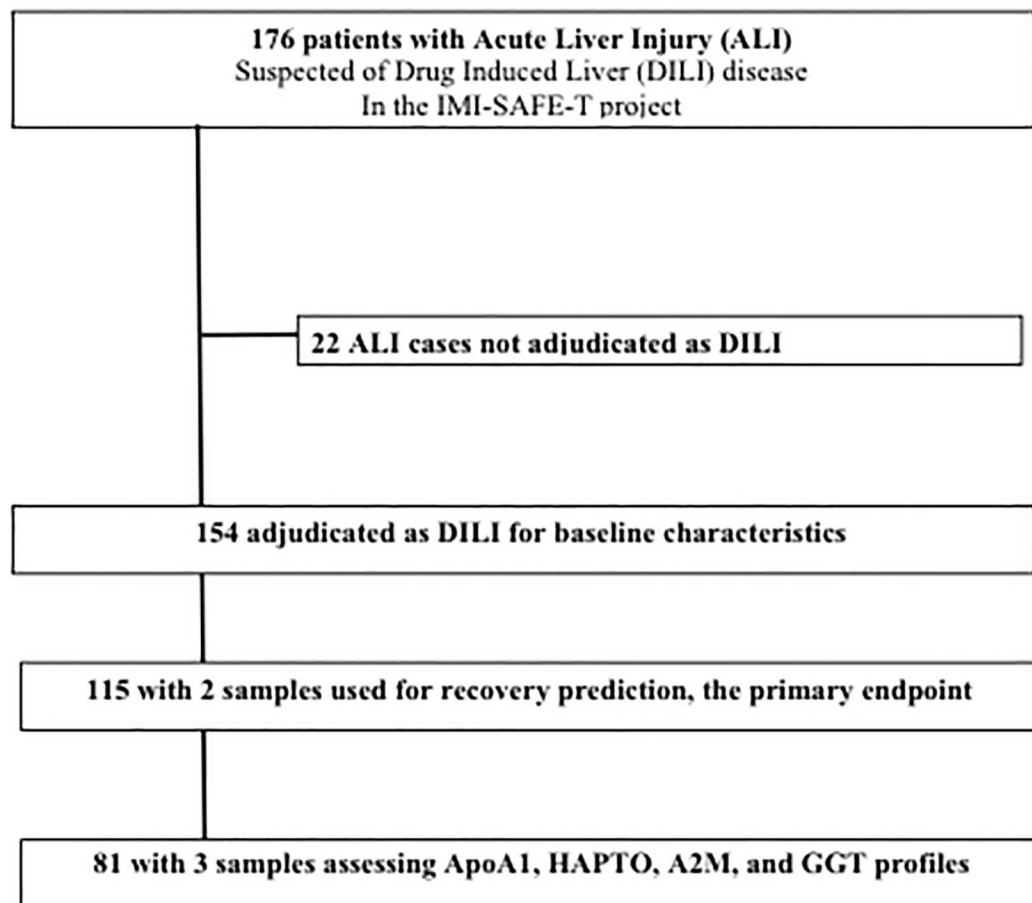 176 patients with Acute Liver Injury (ALI)
Suspected of Drug Induced Liver (DILI) disease
In the IMI-SAFE-T project
22 ALI cases not adjudicated as DILI
154 adjudicated as DILI for baseline characteristics
115 with 2 samples used for recovery prediction, the primary endpoint
81 with 3 samples assessing ApoA1, HAPTO, A2M, and GGT profiles